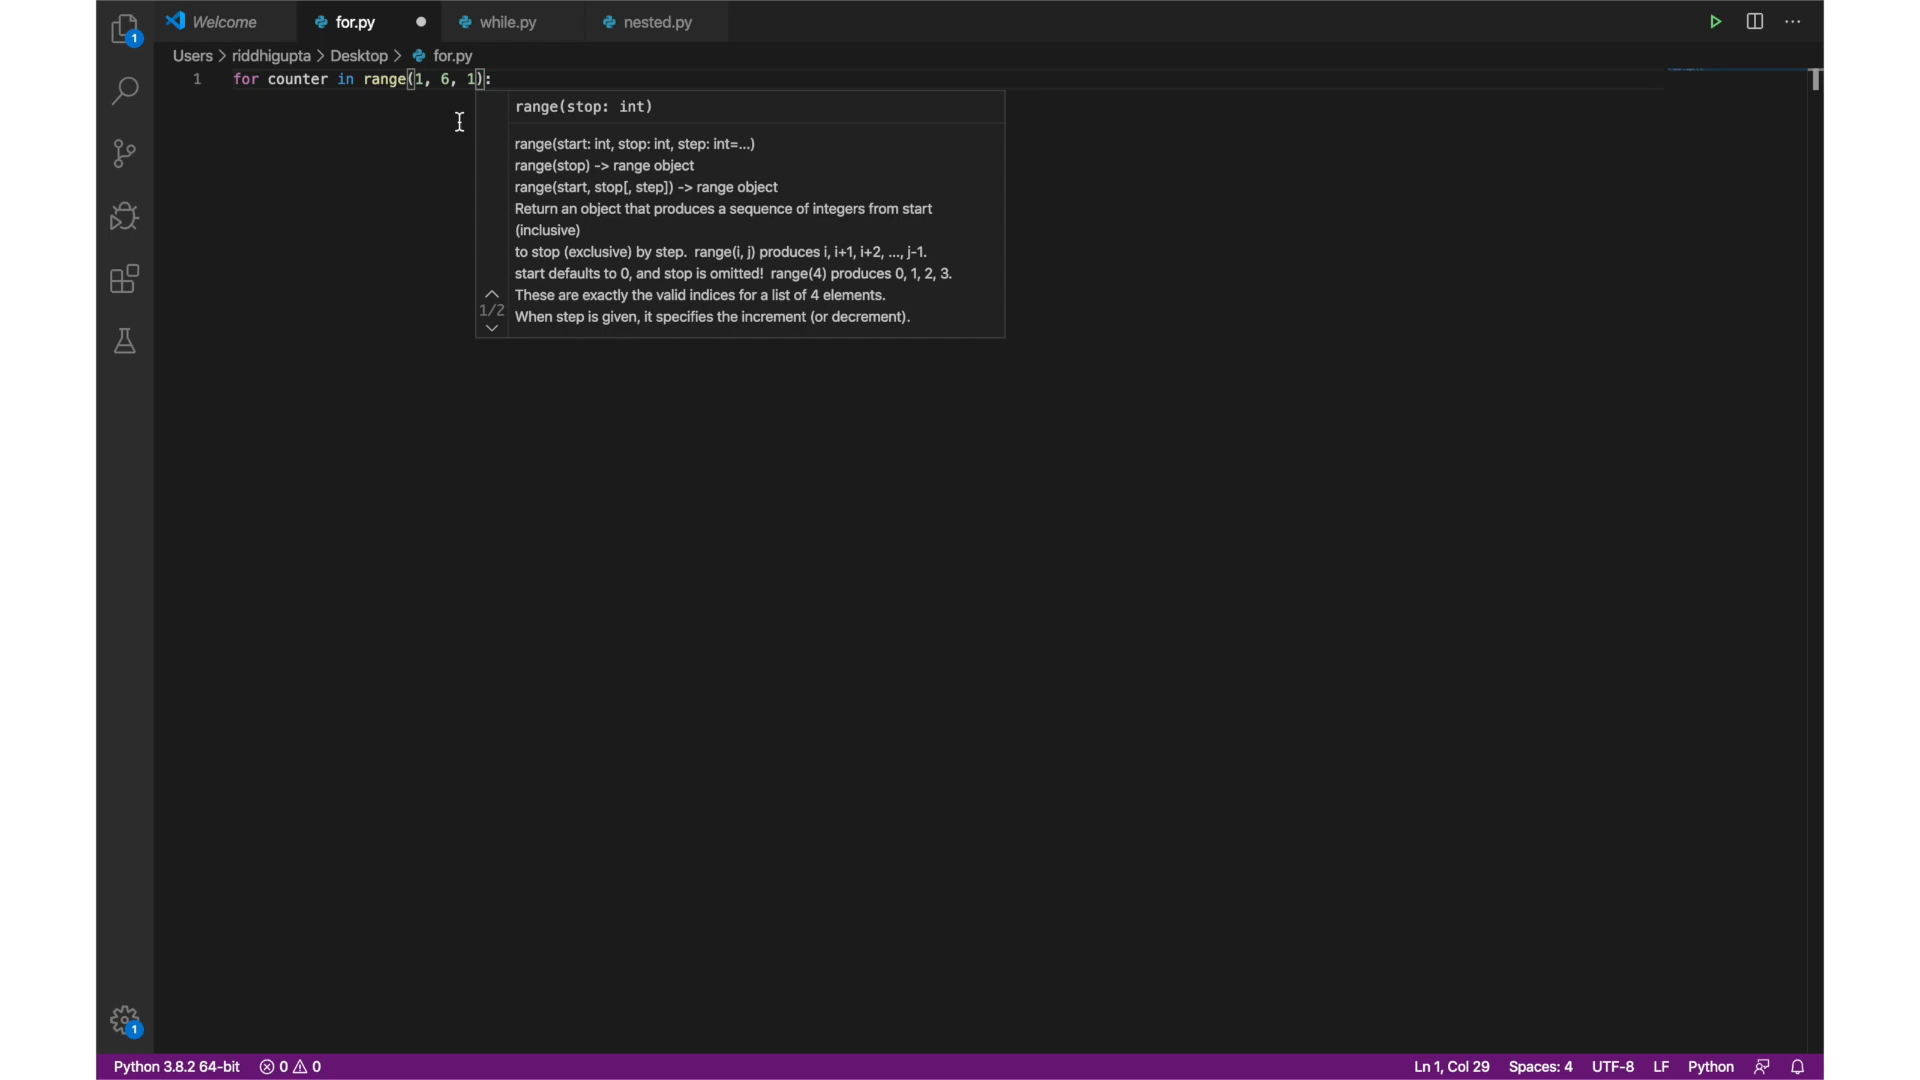 1
Welcome
for.py
while.py
nested.py
Users > riddhigupta > Desktop > for.py
1 for counter in range(1, 6, 1):
range(stop: int)
range(start: int, stop: int, step: int=...)
range(stop) -> range object
range(start, stop[, step]) -> range object
Return an object that produces a sequence of integers from start
(inclusive)
to stop (exclusive) by step.  range(i, j) produces i, i+1, i+2, ..., j-1.
start defaults to 0, and stop is omitted!  range(4) produces 0, 1, 2, 3.
These are exactly the valid indices for a list of 4 elements.
1/2
When step is given, it specifies the increment (or decrement).
1
Python 3.8.2 64-bit 0 0 Ln 1, Col 29 Spaces: 4 UTF-8 LF Python